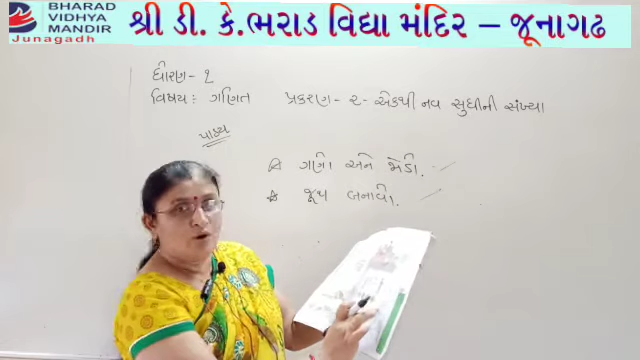 BHARAD
VIDHYA
MANDIR
Junagadh
શ્રી ડી. કે.ભરાડ વિદ્યા મંદિર – જૂનાગઢ
ધોરણ - ૧
વિષય : ગણિત પ્રકરણ - ૨ - એકથી નવ સુધીની સંખ્યા
પાઠ્ય
ગણો અને જોડો.
જૂથ બનાવો.